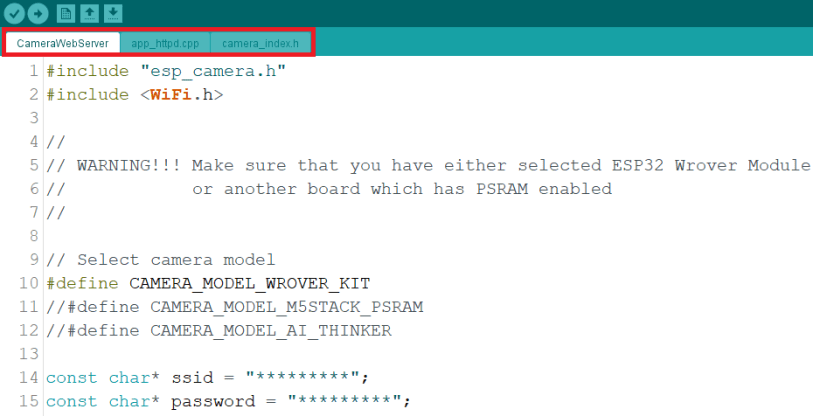 CameraWebServer app_httpd.cpp camera_index.h
1 #include "esp_camera.h"
2 #include <WiFi.h>
3
4 //
5 // WARNING!!! Make sure that you have either selected ESP32 Wrover Module
6 //            or another board which has PSRAM enabled
7 //
8
9 // Select camera model
10 #define CAMERA_MODEL_WROVER_KIT
11 //#define CAMERA_MODEL_M5STACK_PSRAM
12 //#define CAMERA_MODEL_AI_THINKER
13
14 const char* ssid = "*********";
15 const char* password = "*********";